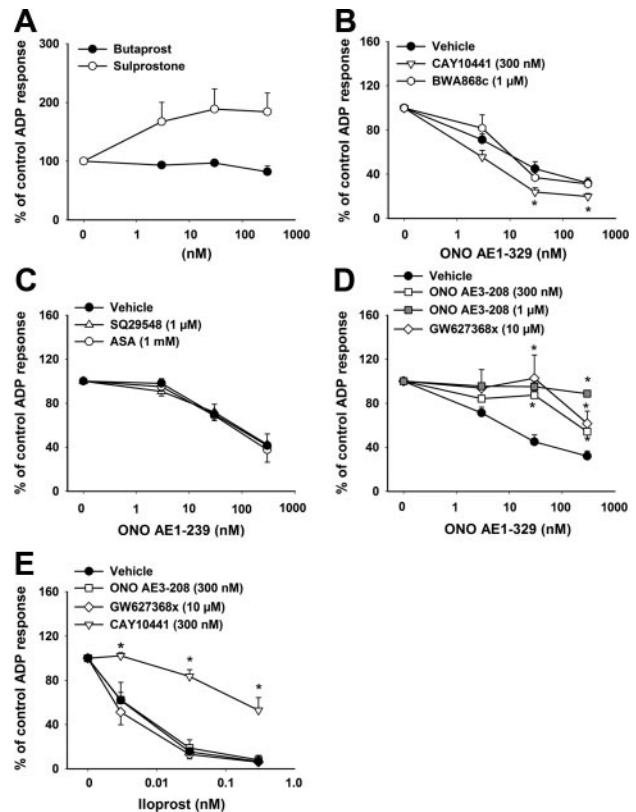 A
Butaprost
Sulprostone
% of control ADP response
300
200
100
0
0 1 10 100 1000
(nM)
B
Vehicle
CAY10441 (300 nM)
BWA868c (1 µM)
% of control ADP response
160
120
80
40
0
* *
0 1 10 100 1000
ONO AE1-329 (nM)
C
Vehicle
SQ29548 (1 µM)
ASA (1 mM)
% of control ADP repsonse
160
120
80
40
0
0 1 10 100 1000
ONO AE1-239 (nM)
D
Vehicle
ONO AE3-208 (300 nM)
ONO AE3-208 (1 µM)
GW627368x (10 µM)
% of control ADP response
160
120
80
40
0
* *
* *
*
0 1 10 100 1000
ONO AE1-329 (nM)
E
Vehicle
ONO AE3-208 (300 nM)
GW627368x (10 µM)
CAY10441 (300 nM)
% of control ADP response
160
120
80
40
0
* * *
0 0.01 0.1 1.0
Iloprost (nM)